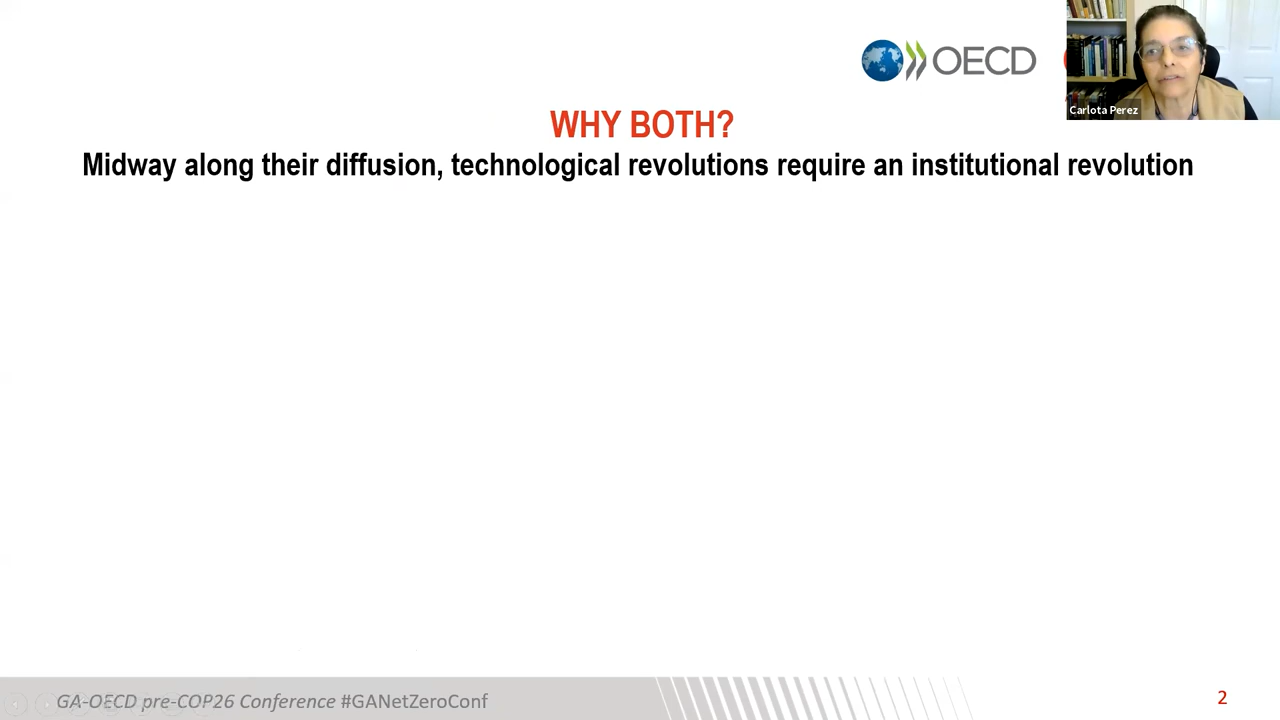 OECD
Carlota Perez
WHY BOTH?
Midway along their diffusion, technological revolutions require an institutional revolution
GA-OECD pre-COP26 Conference #GANetZeroConf
2